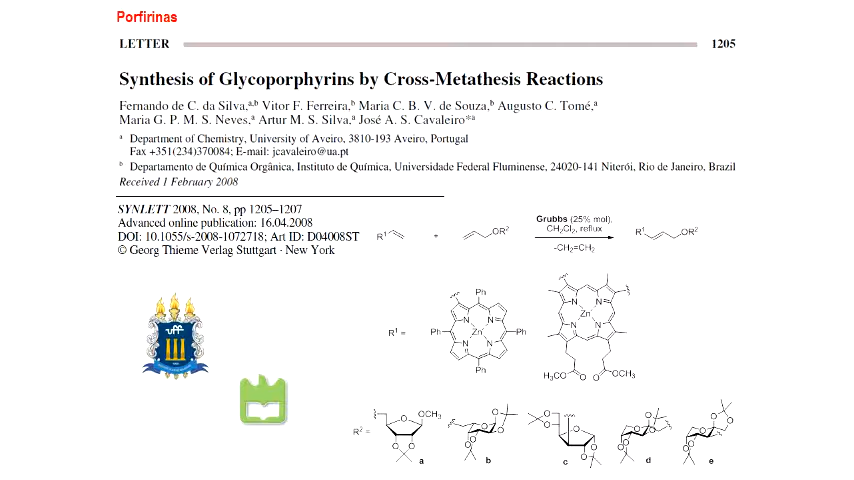 Porfirinas
LETTER 1205
Synthesis of Glycoporphyrins by Cross-Metathesis Reactions
Fernando de C. da Silva,a,b Vitor F. Ferreira,b Maria C. B. V. de Souza,b Augusto C. Tomé,a
Maria G. P. M. S. Neves,a Artur M. S. Silva,a José A. S. Cavaleiro*a
a Department of Chemistry, University of Aveiro, 3810-193 Aveiro, Portugal
Fax +351(234)370084; E-mail: jcavaleiro@ua.pt
b Departamento de Química Orgânica, Instituto de Química, Universidade Federal Fluminense, 24020-141 Niterói, Rio de Janeiro, Brazil
Received 1 February 2008
SYNLETT 2008, No. 8, pp 1205–1207
Advanced online publication: 16.04.2008
DOI: 10.1055/s-2008-1072718; Art ID: D04008ST
© Georg Thieme Verlag Stuttgart · New York
Grubbs (25% mol),
CH2Cl2, reflux
R1 + OR2 R1 OR2
-CH2=CH2
Ph
N N
Zn
R1 = Ph Zn Ph
N N
H3CO O O OCH3
Ph
uff
R2 = O OCH3
a b c d e